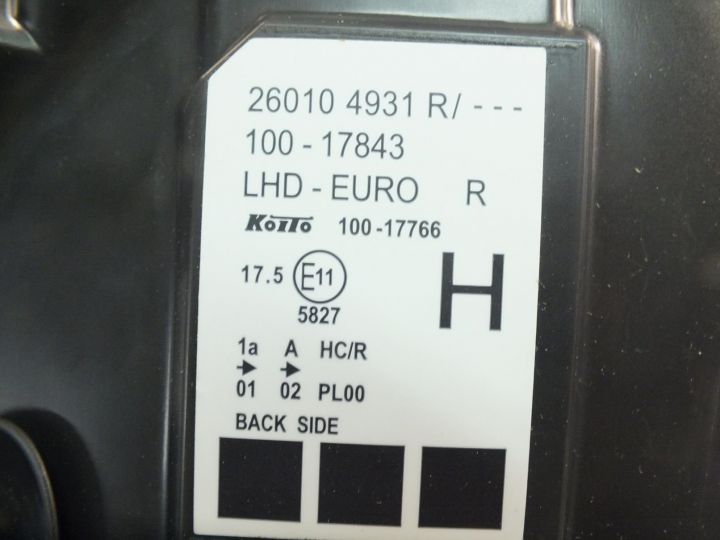 26010 4931 R/ - - -
100 - 17843
LHD - EURO R
KOITO 100 -17766
17.5 E11 H
5827
1a A HC/R
01 02 PL00
BACK SIDE